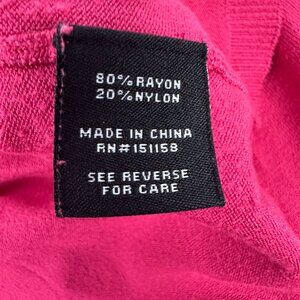 80% RAYON
20% NYLON
MADE IN CHINA
RN#151158
SEE REVERSE
FOR CARE